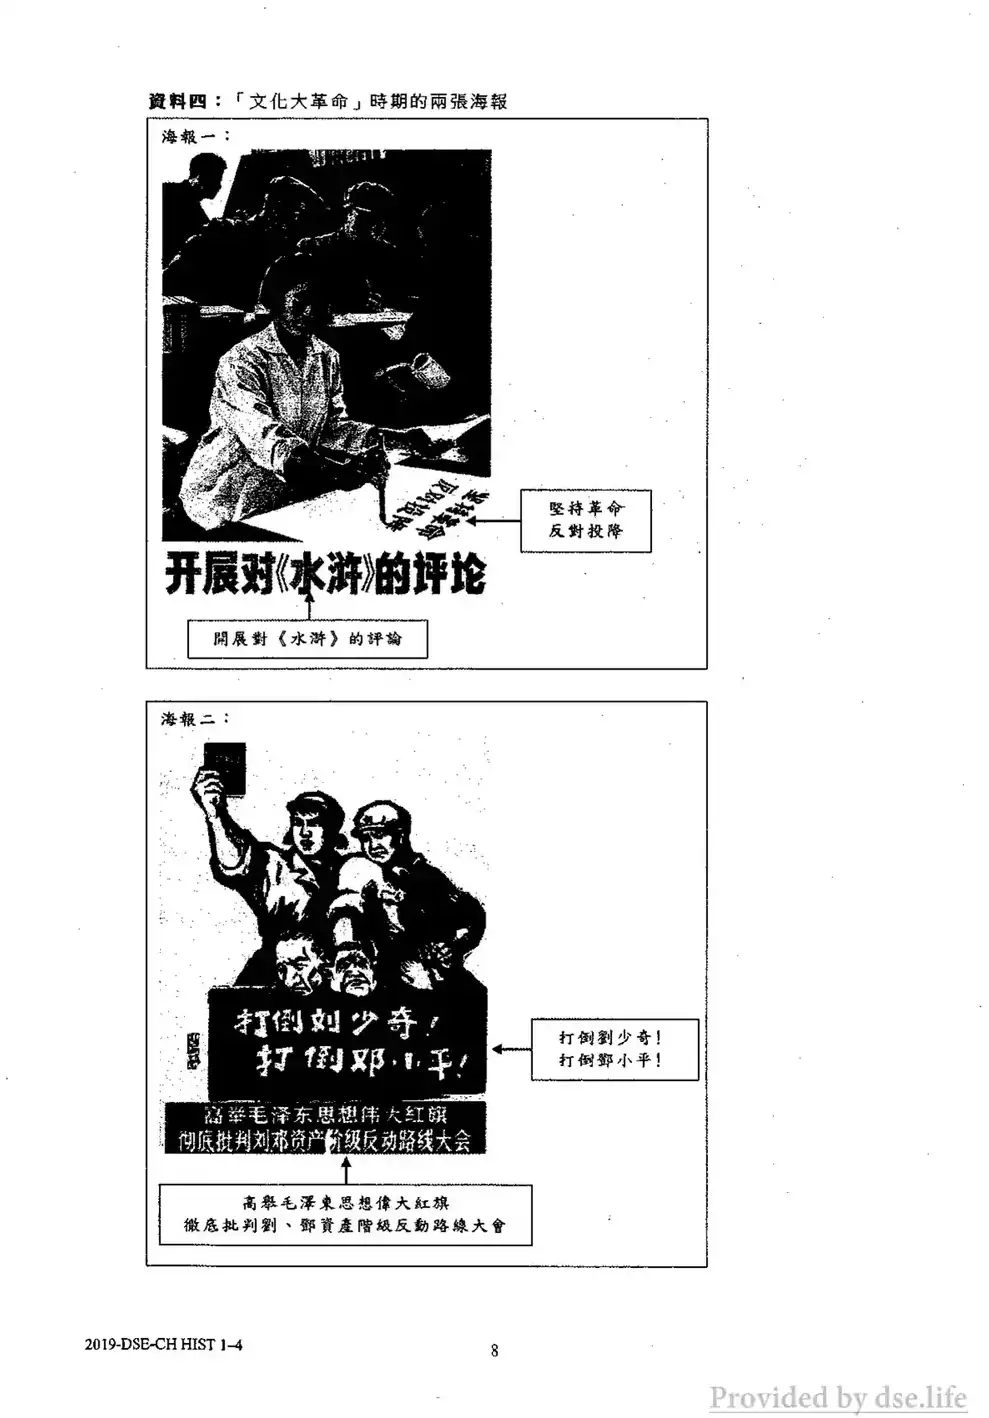 資料四：「文化大革命」時期的兩張海報
海報一：
坚持革命
反对投降
堅持革命
反對投降
开展对《水浒》的评论
開展對《水滸》的評論
海報二：
打倒刘少奇！
打倒邓小平！
打倒劉少奇！
打倒鄧小平！
高举毛泽东思想伟大红旗
彻底批判刘邓资产阶级反动路线大会
高舉毛澤東思想偉大紅旗
徹底批判劉、鄧資產階級反動路線大會
2019-DSE-CH HIST 1–4
8
Provided by dse.life